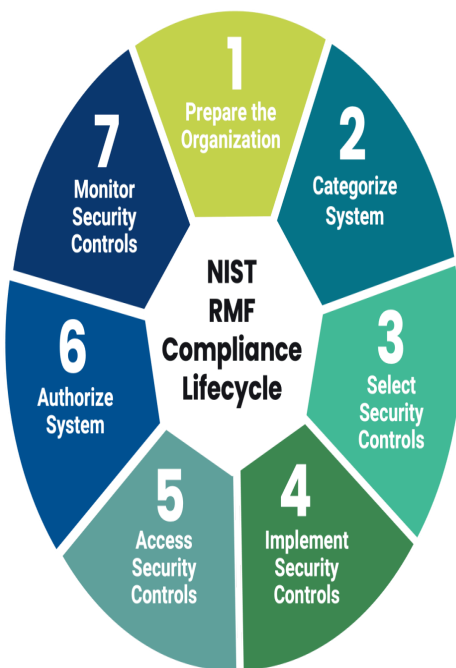 1
Prepare the
Organization
2
Categorize
System
3
Select
Security
Controls
4
Implement
Security
Controls
5
Access
Security
Controls
6
Authorize
System
7
Monitor
Security
Controls
NIST
RMF
Compliance
Lifecycle